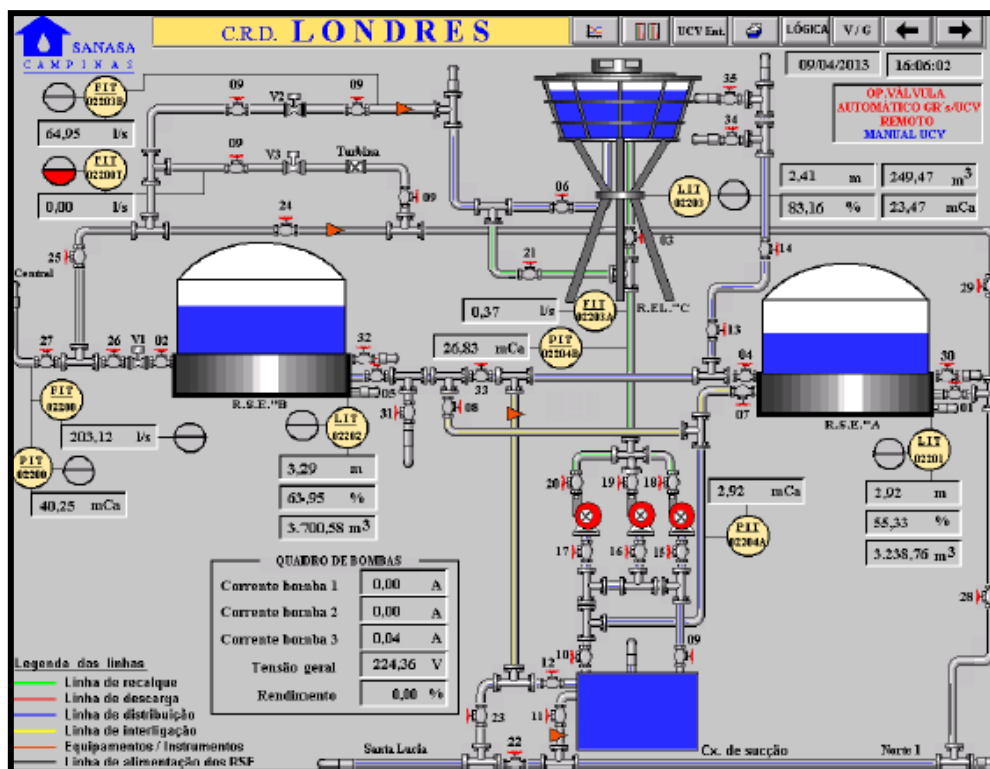 C.R.D. LONDRES
UCV Ent.
LÓGICA
V / G
SANASA
CAMPINAS
09/04/2013
16:06:02
OP.VÁLVULA
AUTOMÁTICO GR´s/UCV
REMOTO
MANUAL UCV
FIT
02203B
64,95 l/s
FIT
02200T
0,00 l/s
09
V2
09
09
V3
Turbina
09
24
25
06
21
03
35
34
14
13
29
LIT
02203
2,41 m
249,47 m³
83,16 %
23,47 mCa
0,37 l/s
FIT
02203A
R.EL."C
26,83 mCa
PIT
02204B
Central
27
26
V1
02
32
33
05
31
08
04
07
30
01
R.S.E."B
R.S.E."A
FIT
02200
203,12 l/s
PIT
02200
40,25 mCa
LIT
02202
3,29 m
63,95 %
3.700,58 m³
LIT
02201
2,92 m
55,33 %
3.238,76 m³
2,92 mCa
PIT
02204A
20
19
18
17
16
15
28
QUADRO DE BOMBAS
Corrente bomba 1 0,00 A
Corrente bomba 2 0,00 A
Corrente bomba 3 0,04 A
Tensão geral 224,36 V
Rendimento 0,00 %
10
09
12
11
23
22
Legenda das linhas
Linha de recalque
Linha de descarga
Linha de distribuição
Linha de interligação
Equipamentos / Instrumentos
Linha de alimentação dos RSE
Santa Lucia
Cx. de sucção
Norte 1